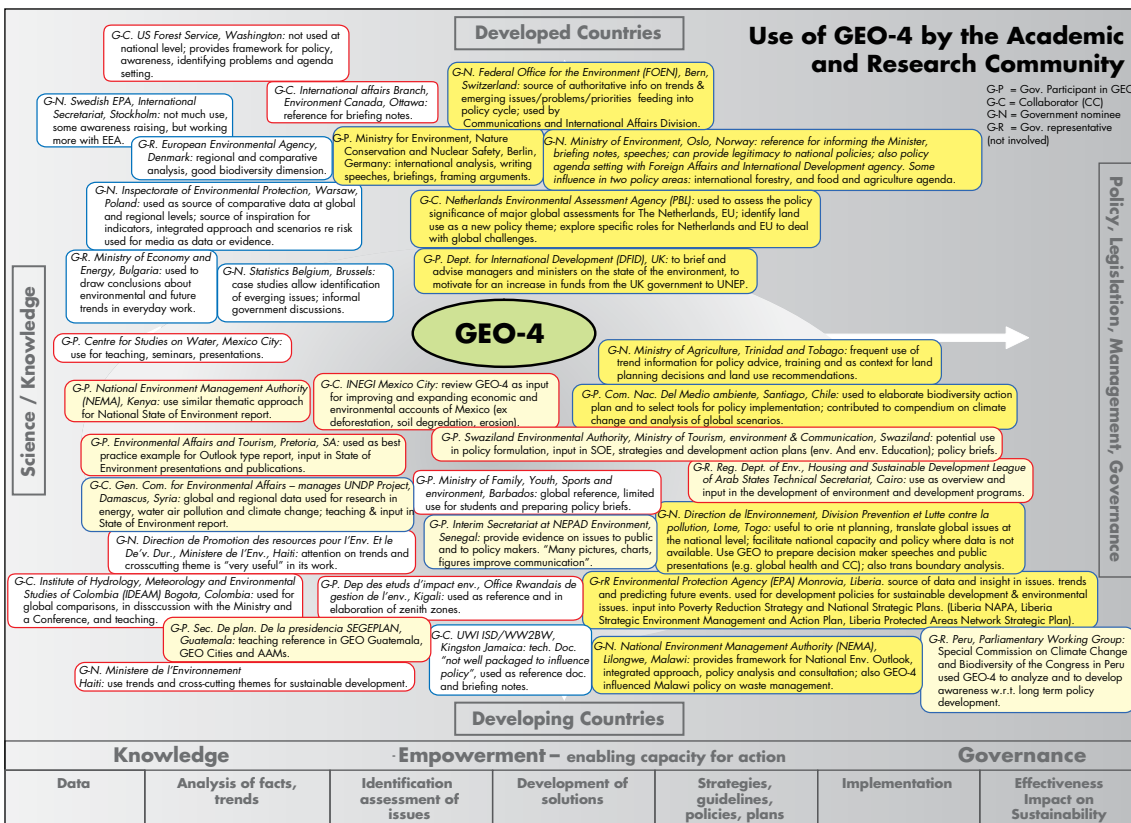 Developed Countries
Use of GEO-4 by the Academic
and Research Community
G-P = Gov. Participant in GEO
G-C = Collaborator (CC)
G-N = Government nominee
G-R = Gov. representative
(not involved)
G-C. US Forest Service, Washington: not used at
national level; provides framework for policy,
awareness, identifying problems and agenda
setting.
G-C. International affairs Branch,
Environment Canada, Ottawa:
reference for briefing notes.
G-N. Federal Office for the Environment (FOEN), Bern,
Switzerland: source of authoritative info on trends &
emerging issues/problems/priorities feeding into
policy cycle; used by
Communications and International Affairs Division.
G-N. Swedish EPA, International
Secretariat, Stockholm: not much use,
some awareness raising, but working
more with EEA.
G-R. European Environmental Agency,
Denmark: regional and comparative
analysis, good biodiversity dimension.
G-P. Ministry for Environment, Nature
Conservation and Nuclear Safety, Berlin,
Germany: international analysis, writing
speeches, briefings, framing arguments.
G-N. Ministry of Environment, Oslo, Norway: reference for informing the Minister,
briefing notes, speeches; can provide legitimacy to national policies; also policy
agenda setting with Foreign Affairs and International Development agency. Some
influence in two policy areas: international forestry, and food and agriculture agenda.
G-N. Inspectorate of Environmental Protection, Warsaw,
Poland: used as source of comparative data at global
and regional levels; source of inspiration for
indicators, integrated approach and scenarios re risk
used for media as data or evidence.
G-C. Netherlands Environmental Assessment Agency (PBL): used to assess the policy
significance of major global assessments for The Netherlands, EU; identify land
use as a new policy theme; explore specific roles for Netherlands and EU to deal
with global challenges.
G-R. Ministry of Economy and
Energy, Bulgaria: used to
draw conclusions about
environmental and future
trends in everyday work.
G-N. Statistics Belgium, Brussels:
case studies allow identification
of everging issues; informal
government discussions.
G-P. Dept. for International Development (DFID), UK: to brief and
advise managers and ministers on the state of the environment, to
motivate for an increase in funds from the UK government to UNEP.
Science / Knowledge
Policy, Legislation, Management, Governance
GEO-4
G-P. Centre for Studies on Water, Mexico City:
use for teaching, seminars, presentations.
G-N. Ministry of Agriculture, Trinidad and Tobago: frequent use of
trend information for policy advice, training and as context for land
planning decisions and land use recommendations.
G-P. National Environment Management Authority
(NEMA), Kenya: use similar thematic approach
for National State of Environment report.
G-C. INEGI Mexico City: review GEO-4 as input
for improving and expanding economic and
environmental accounts of Mexico (ex
deforestation, soil degredation, erosion).
G-P. Com. Nac. Del Medio ambiente, Santiago, Chile: used to elaborate biodiversity action
plan and to select tools for policy implementation; contributed to compendium on climate
change and analysis of global scenarios.
G-P. Environmental Affairs and Tourism, Pretoria, SA: used as best
practice example for Outlook type report, input in State of
Environment presentations and publications.
G-P. Swaziland Environmental Authority, Ministry of Tourism, environment & Communication, Swaziland: potential use
in policy formulation, input in SOE, strategies and development action plans (env. And env. Education); policy briefs.
G-R. Reg. Dept. of Env., Housing and Sustainable Development League
of Arab States Technical Secretariat, Cairo: use as overview and
input in the development of environment and development programs.
G-C. Gen. Com. for Environmental Affairs – manages UNDP Project,
Damascus, Syria: global and regional data used for research in
energy, water air pollution and climate change; teaching & input in
State of Environment report.
G-P. Ministry of Family, Youth, Sports and
environment, Barbados: global reference, limited
use for students and preparing policy briefs.
G-P. Interim Secretariat at NEPAD Environment,
Senegal: provide evidence on issues to public
and to policy makers. “Many pictures, charts,
figures improve communication”.
G-N. Direction de lEnvironnement, Division Prevention et Lutte contre la
pollution, Lome, Togo: useful to orie nt planning, translate global issues at
the national level; facilitate national capacity and policy where data is not
available. Use GEO to prepare decision maker speeches and public
presentations (e.g. global health and CC); also trans boundary analysis.
G-N. Direction de Promotion des resources pour l’Env. Et le
De’v. Dur., Ministere de l’Env., Haiti: attention on trends and
crosscutting theme is “very useful” in its work.
G-C. Institute of Hydrology, Meteorology and Environmental
Studies of Colombia (IDEAM) Bogota, Colombia: used for
global comparisons, in disccussion with the Ministry and
a Conference, and teaching.
G-P. Dep des etuds d’impact env., Office Rwandais de
gestion de l’env., Kigali: used as reference and in
elaboration of zenith zones.
G-rR Environmental Protection Agency (EPA) Monrovia, Liberia. source of data and insight in issues. trends
and predicting future events. used for development policies for sustainable development & environmental
issues. input into Poverty Reduction Strategy and National Strategic Plans. (Liberia NAPA, Liberia
Strategic Environment Management and Action Plan, Liberia Protected Areas Network Strategic Plan).
G-P. Sec. De plan. De la presidencia SEGEPLAN,
Guatemala: teaching reference in
GEO Guatemala,
GEO Cities and AAMs.
G-C. UWI ISD/WW2BW,
Kingston Jamaica: tech. Doc.
“not well packaged to influence
policy”, used as reference doc.
and briefing notes.
G-N. National Environment Management Authority (NEMA),
Lilongwe, Malawi: provides framework for National Env. Outlook,
integrated approach, policy analysis and consultation; also GEO-4
influenced Malawi policy on waste management.
G-R. Peru, Parliamentary Working Group:
Special Commission on Climate Change
and Biodiversity of the Congress in Peru
used GEO-4 to analyze and to develop
awareness w.r.t. long term policy
development.
G-N. Ministere de l’Environnement
Haiti: use trends and cross-cutting themes for sustainable development.
Developing Countries
Knowledge
Empowerment – enabling capacity for action
Governance
Data
Analysis of facts,
trends
Identification
assessment of
issues
Development of
solutions
Strategies,
guidelines,
policies, plans
Implementation
Effectiveness
Impact on
Sustainability